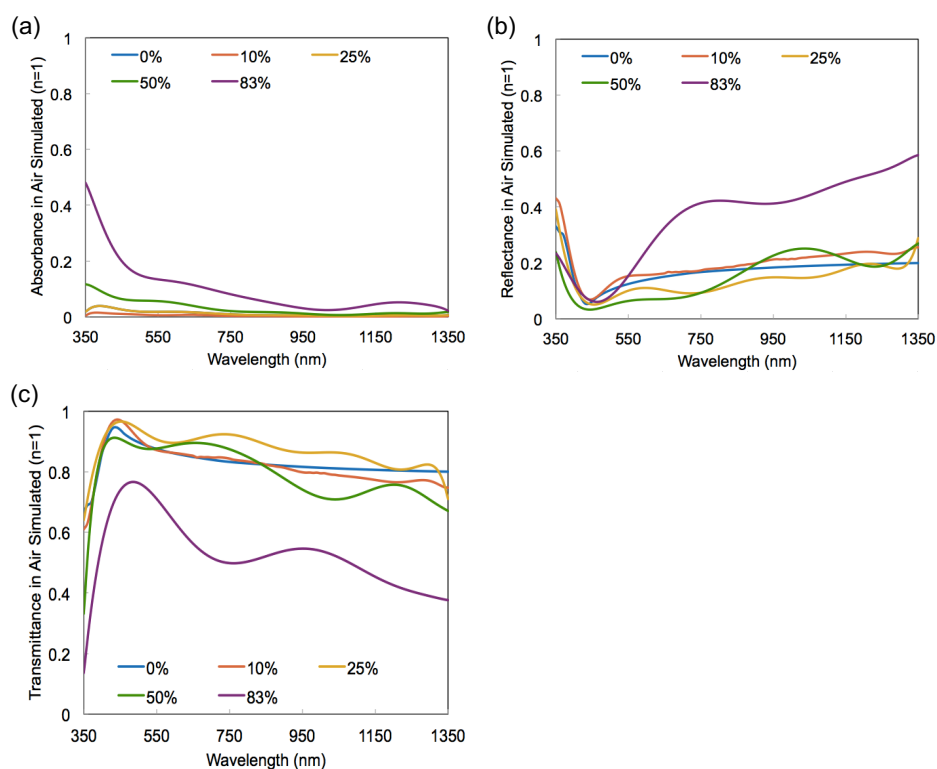 (a)
Absorbance in Air Simulated (n=1)
1
0.8
0.6
0.4
0.2
0
0% 10% 25%
50% 83%
350 550 750 950 1150 1350
Wavelength (nm)
(b)
Reflectance in Air Simulated (n=1)
1
0.8
0.6
0.4
0.2
0
0% 10% 25%
50% 83%
350 550 750 950 1150 1350
Wavelength (nm)
(c)
Transmittance in Air Simulated (n=1)
1
0.8
0.6
0.4
0.2
0
0% 10% 25%
50% 83%
350 550 750 950 1150 1350
Wavelength (nm)